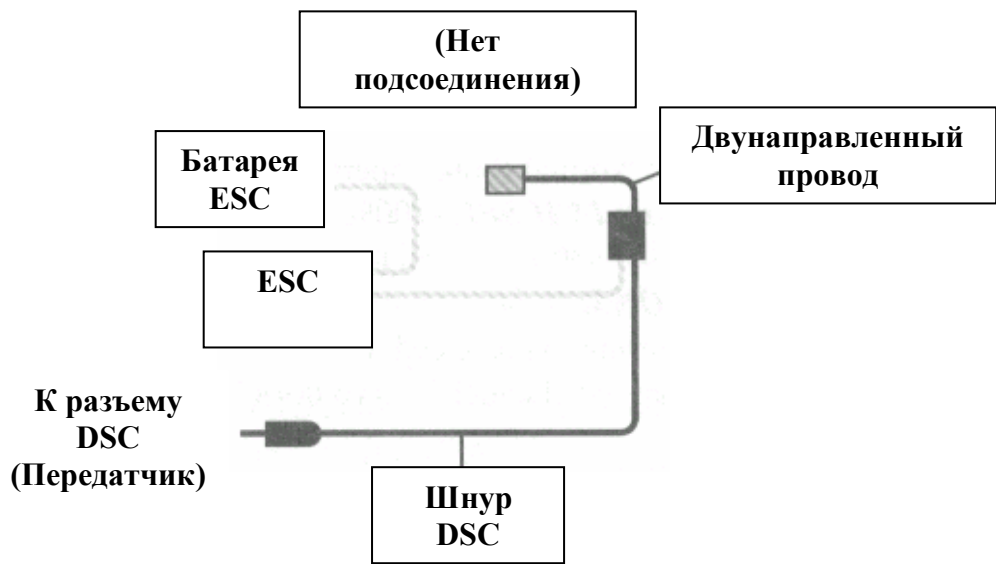 (Нет
подсоединения)
Двунаправленный
провод
Батарея
ESC
ESC
К разъему
DSC
(Передатчик)
Шнур
DSC